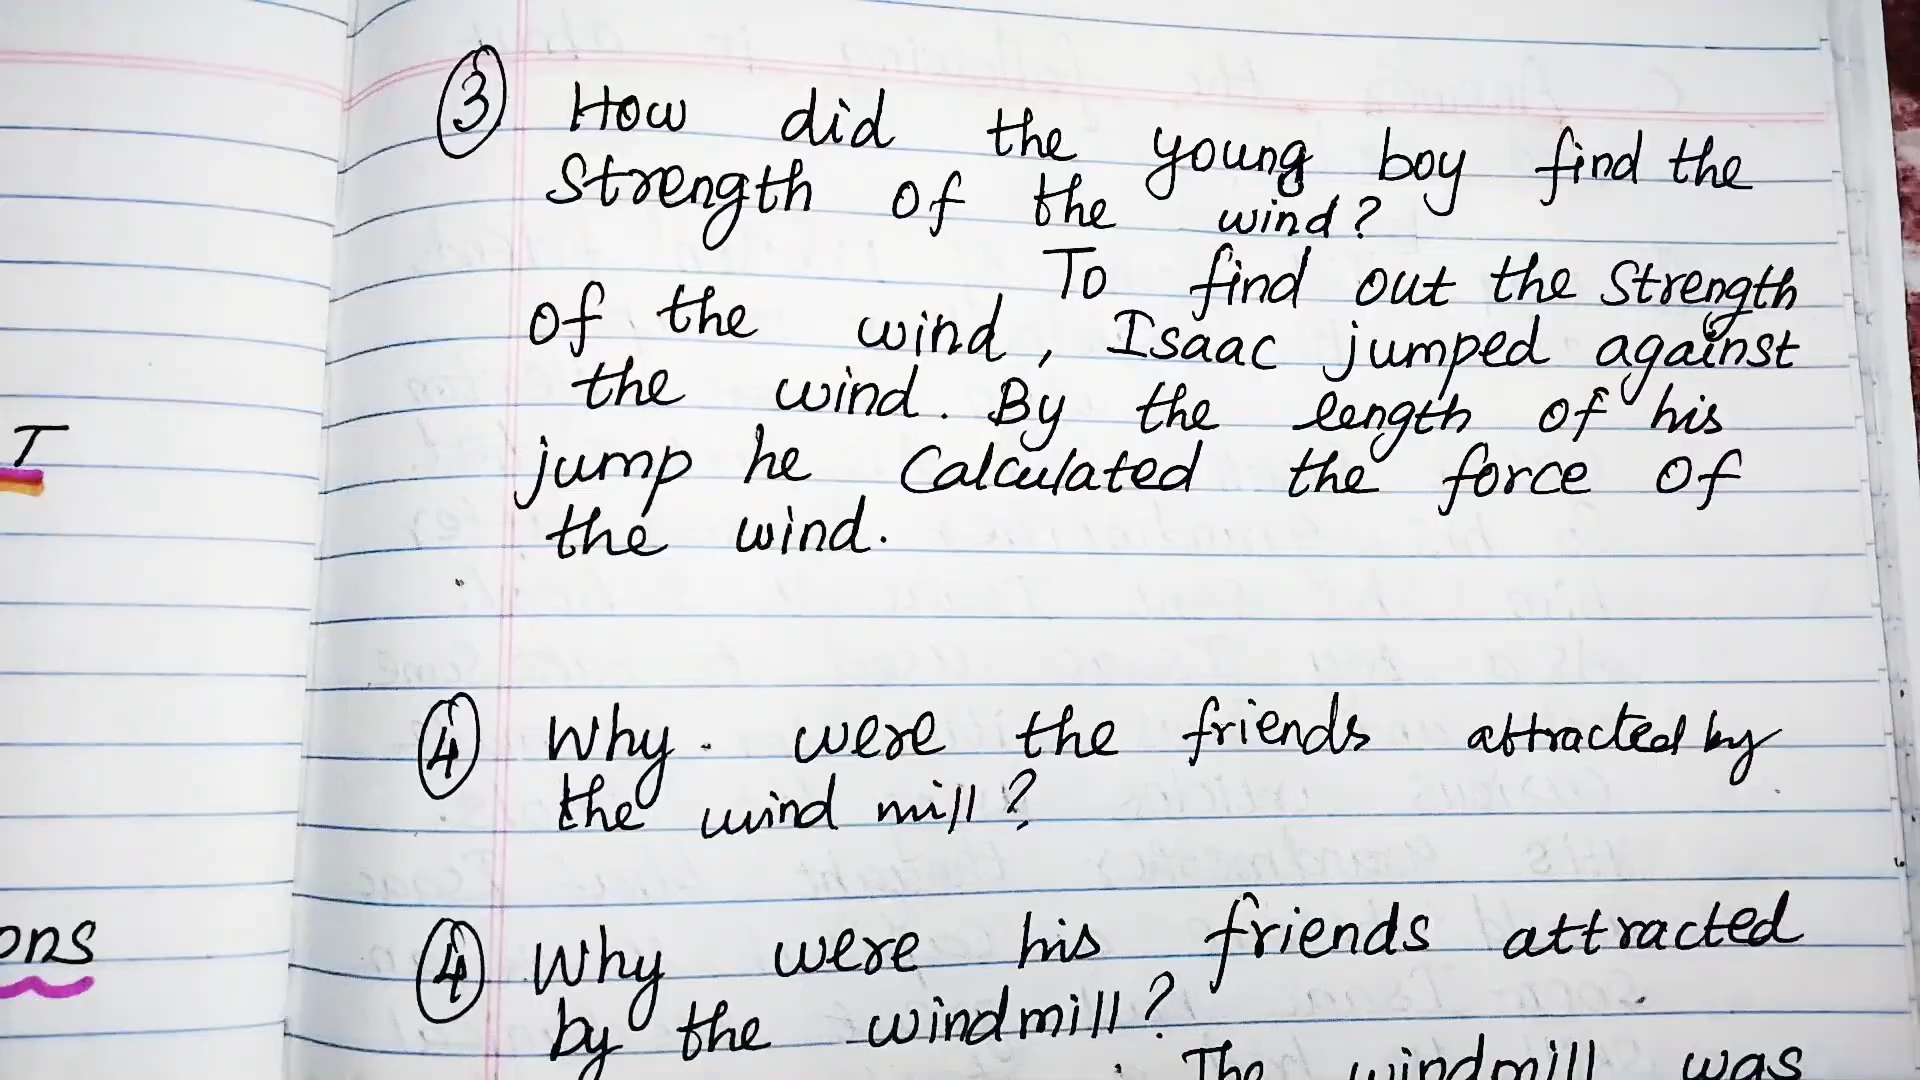 3 How did the young boy find the
Strength of the wind?
To find out the Strength
of the wind, Isaac jumped against
the wind. By the length of his
jump he Calculated the force of
the wind.
T
4 Why. were the friends attracted by
the wind mill?
ons
4 Why were his friends attracted
by the windmill?
The windmill was